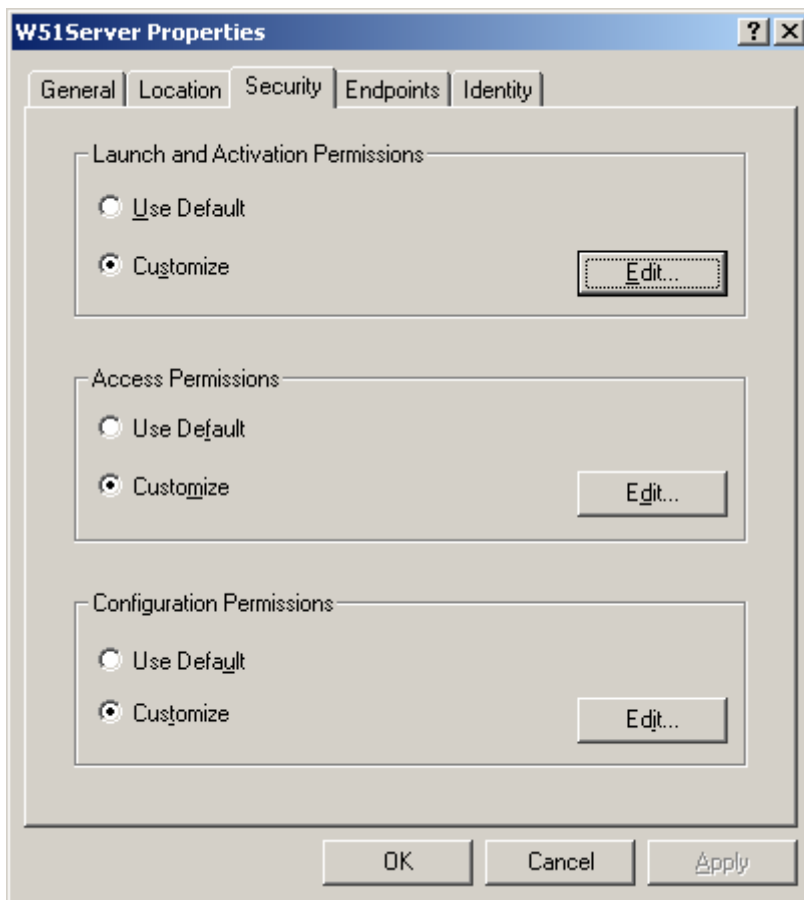 W51Server Properties
General Location Security Endpoints Identity
Launch and Activation Permissions
Use Default
Customize
Edit...
Access Permissions
Use Default
Customize
Edit...
Configuration Permissions
Use Default
Customize
Edit...
OK Cancel Apply